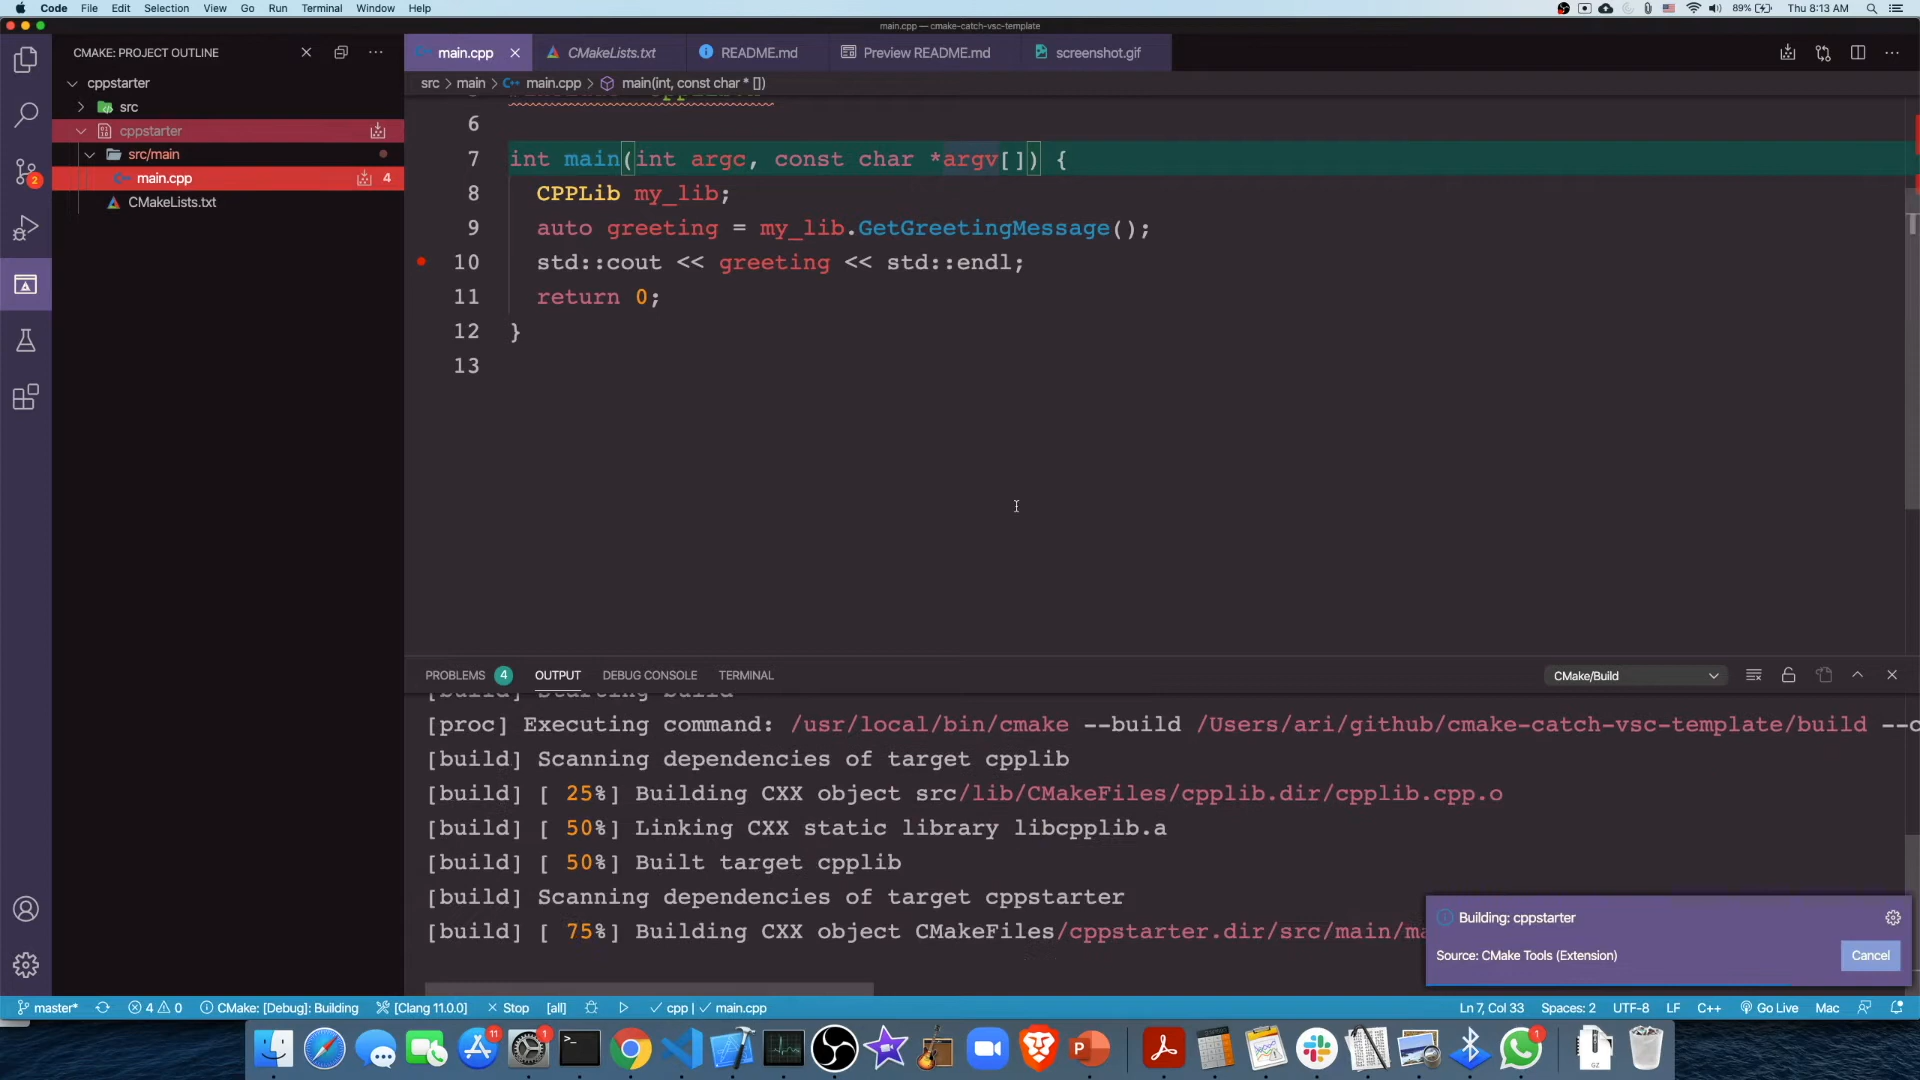 Code File Edit Selection View Go Run Terminal Window Help
89% Thu 8:13 AM
main.cpp — cmake-catch-vsc-template
CMAKE: PROJECT OUTLINE
main.cpp CMakeLists.txt README.md Preview README.md screenshot.gif
src > main > main.cpp > main(int, const char * [])
cppstarter
src
cppstarter
src/main
main.cpp 4
CMakeLists.txt
2
6
7 int main(int argc, const char *argv[]) {
8 CPPLib my_lib;
9 auto greeting = my_lib.GetGreetingMessage();
10 std::cout << greeting << std::endl;
11 return 0;
12 }
13
PROBLEMS 4 OUTPUT DEBUG CONSOLE TERMINAL CMake/Build
[build] Starting build
[proc] Executing command: /usr/local/bin/cmake --build /Users/ari/github/cmake-catch-vsc-template/build
[build] Scanning dependencies of target cpplib
[build] [ 25%] Building CXX object src/lib/CMakeFiles/cpplib.dir/cpplib.cpp.o
[build] [ 50%] Linking CXX static library libcpplib.a
[build] [ 50%] Built target cpplib
[build] Scanning dependencies of target cppstarter
[build] [ 75%] Building CXX object CMakeFiles/cppstarter.dir/src/main/ma
Building: cppstarter
Source: CMake Tools (Extension) Cancel
master* 4 0 CMake: [Debug]: Building [Clang 11.0.0] Stop [all] cpp | main.cpp Ln 7, Col 33 Spaces: 2 UTF-8 LF C++ Go Live Mac
11 1 1